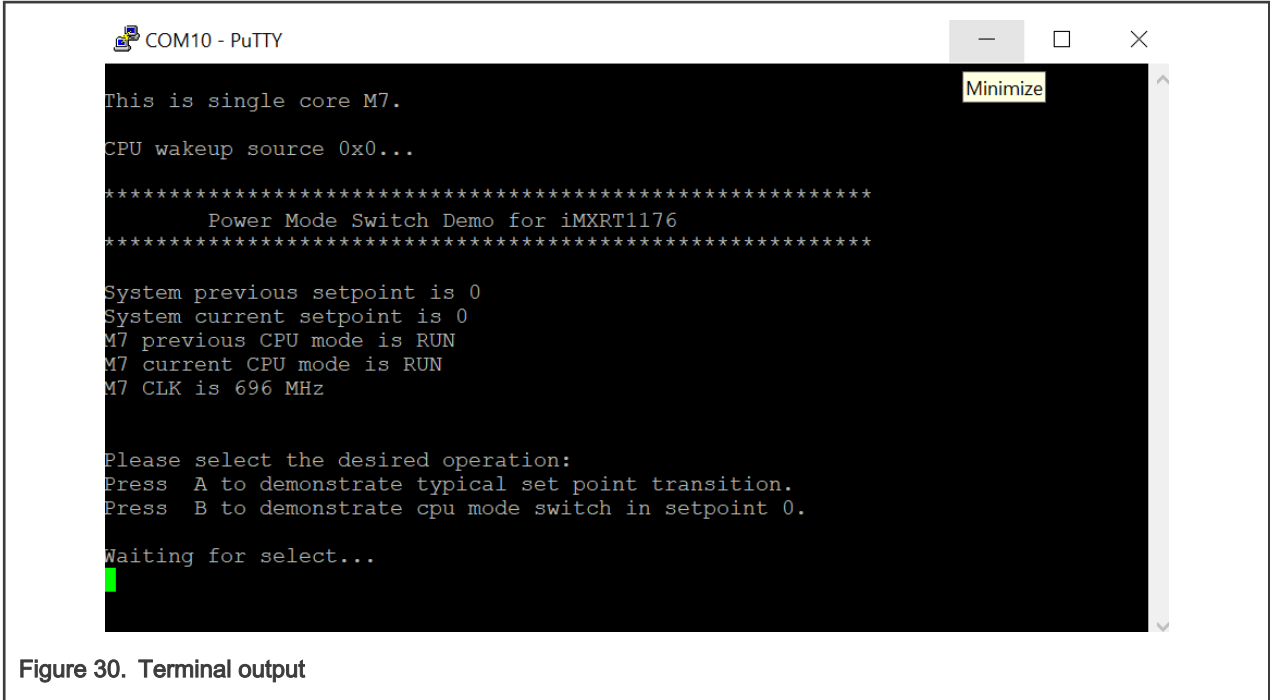 COM10 - PuTTY
Minimize
This is single core M7.
CPU wakeup source 0x0...
***********************************************************
Power Mode Switch Demo for iMXRT1176
***********************************************************
System previous setpoint is 0
System current setpoint is 0
M7 previous CPU mode is RUN
M7 current CPU mode is RUN
M7 CLK is 696 MHz
Please select the desired operation:
Press  A to demonstrate typical set point transition.
Press  B to demonstrate cpu mode switch in setpoint 0.
Waiting for select...
Figure 30. Terminal output